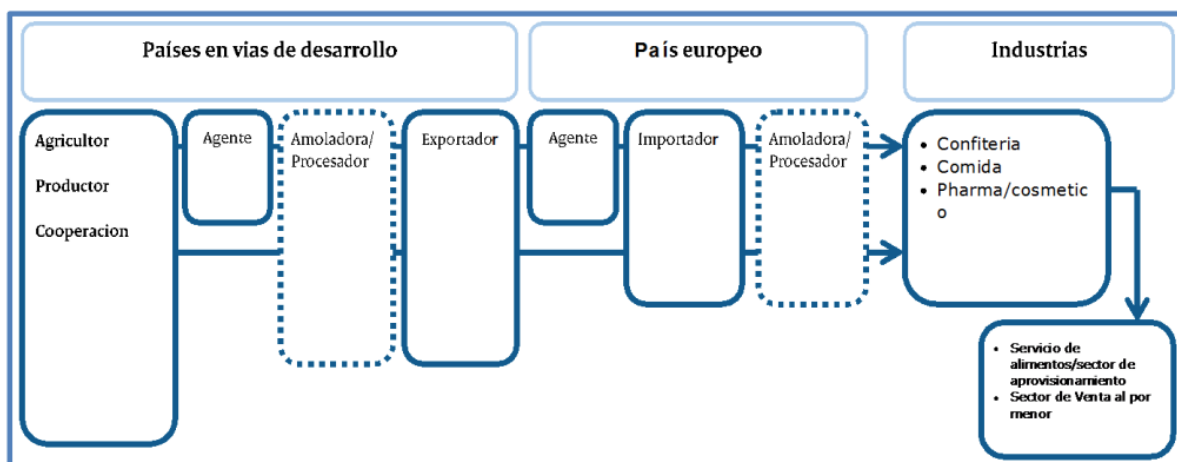 Países en vias de desarrollo
País europeo
Industrias
Agricultor
Productor
Cooperacion
Agente
Amoladora/
Procesador
Exportador
Agente
Importador
Amoladora/
Procesador
• Confiteria
• Comida
• Pharma/cosmetic
o
• Servicio de
alimentos/sector de
aprovisionamiento
• Sector de Venta al por
menor